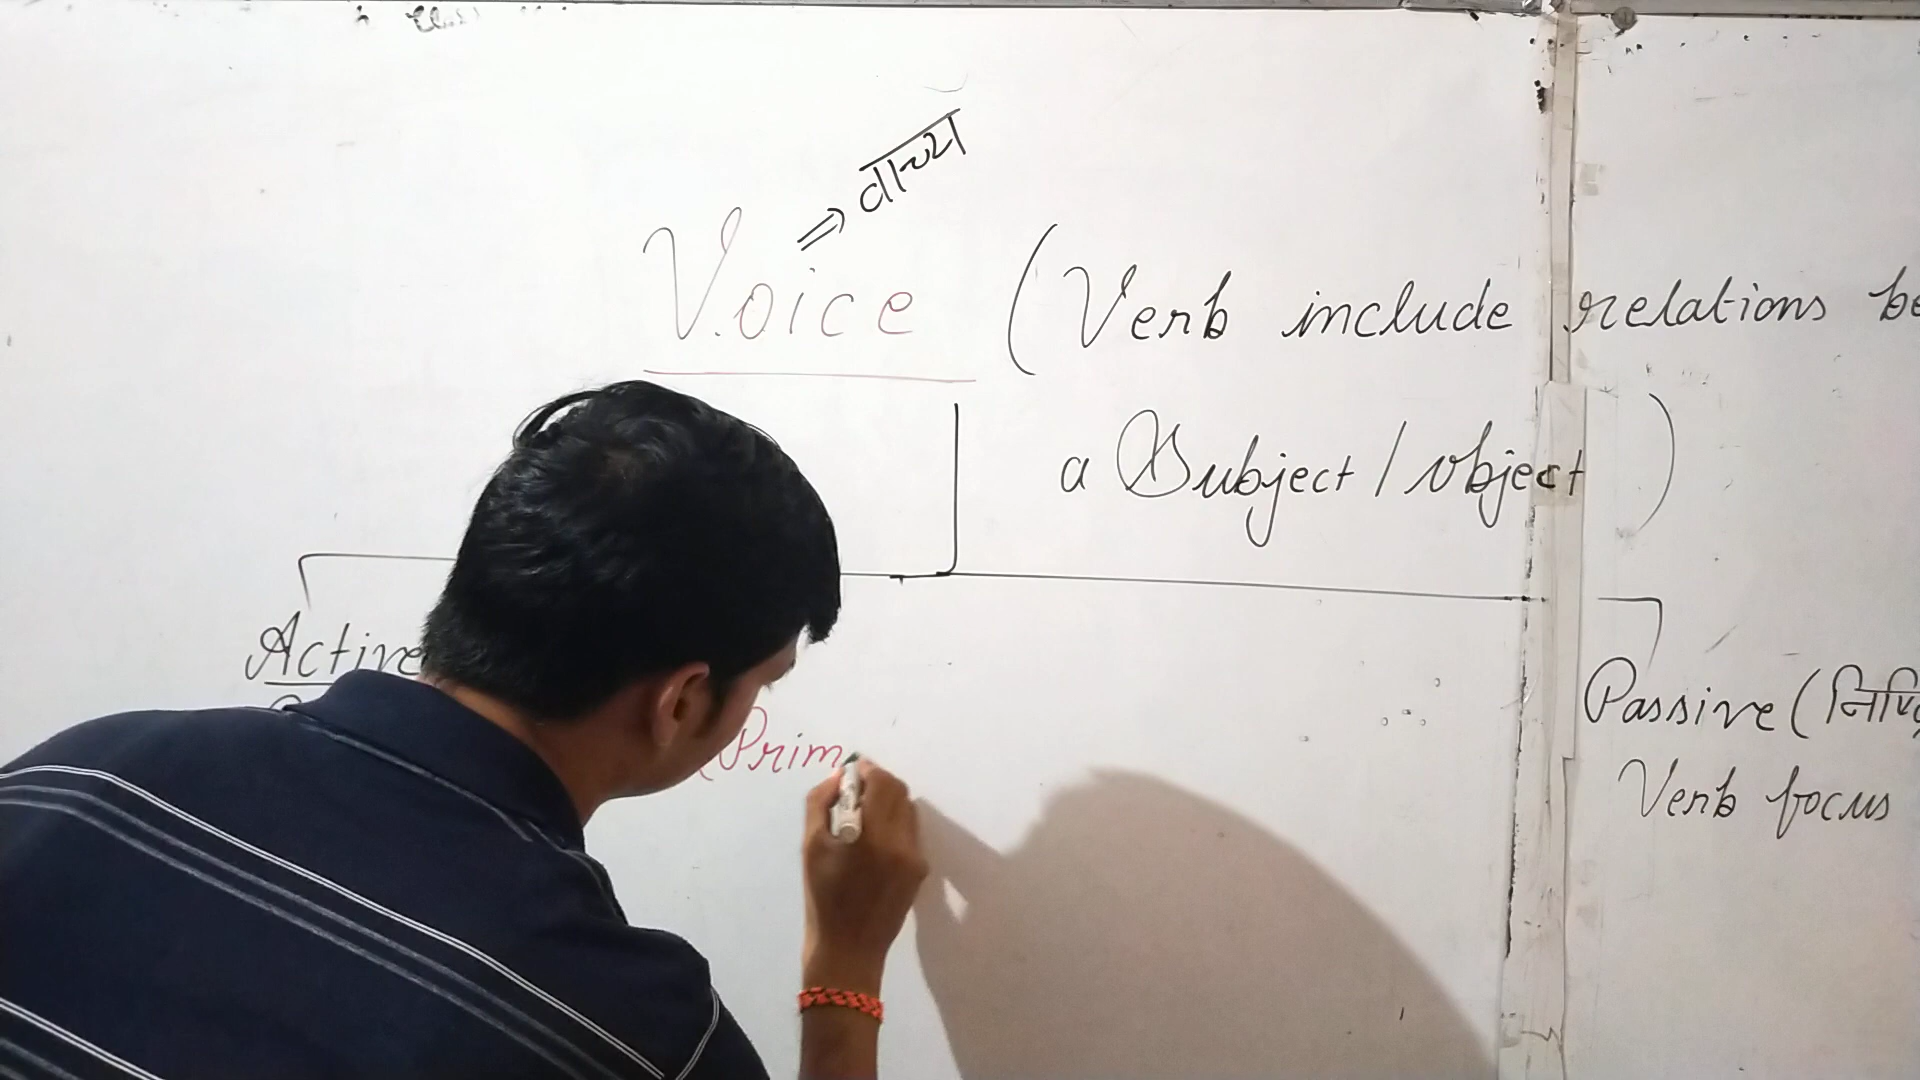 ⇒ वाच्य
Voice (Verb include relations be
a Subject / object)
Active
(Prim
Passive (
Verb focus